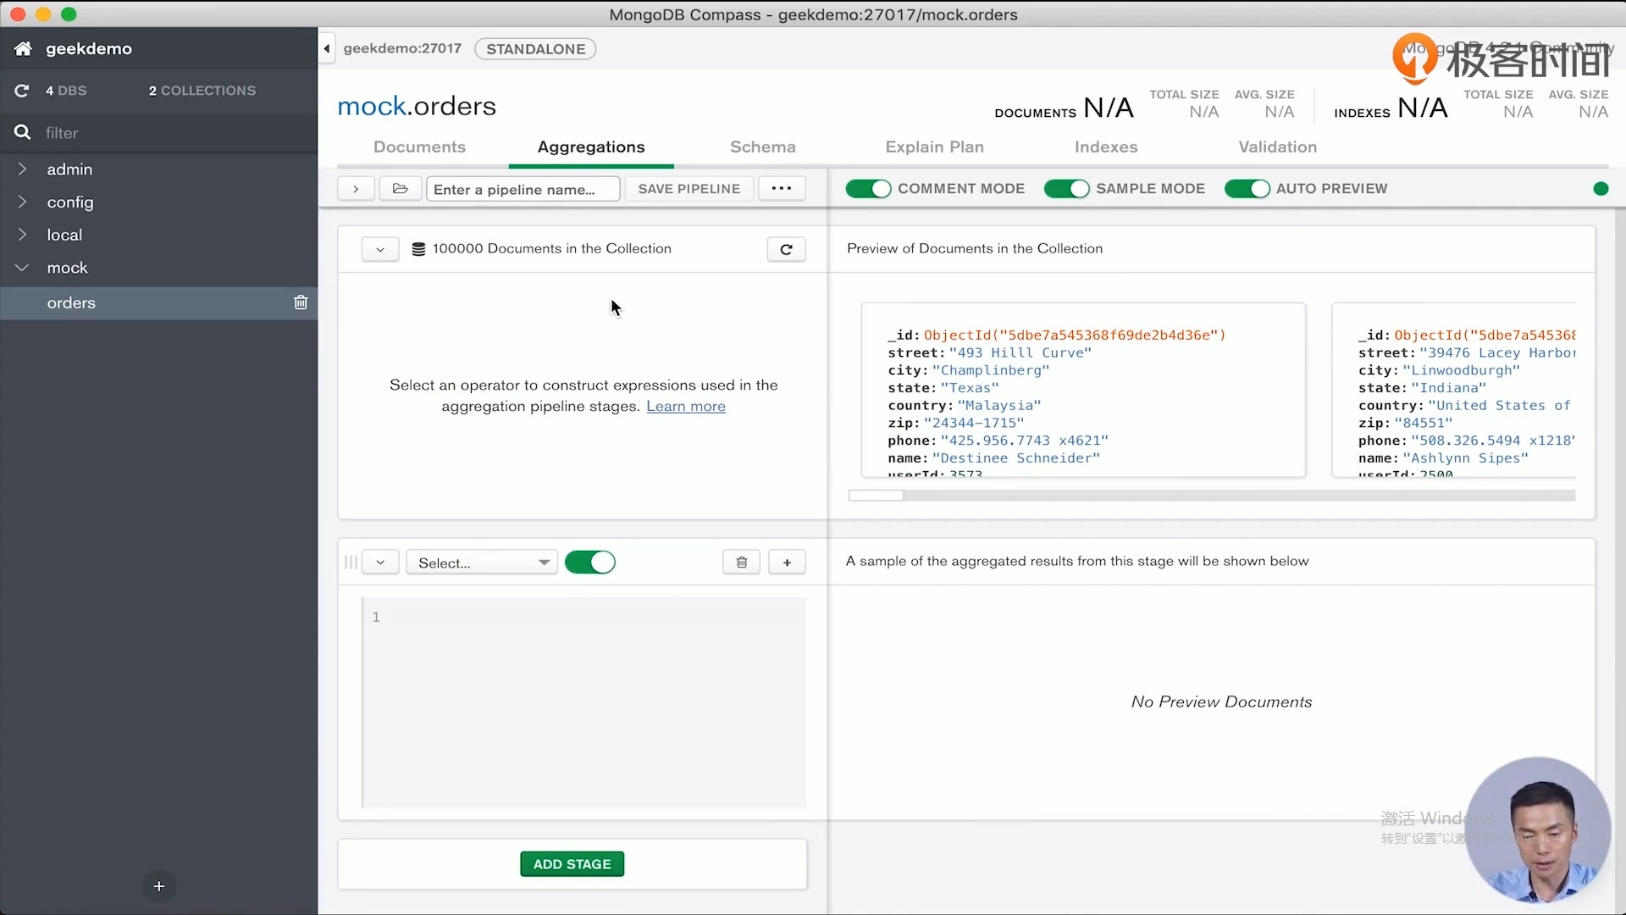 MongoDB Compass - geekdemo:27017/mock.orders
geekdemo
geekdemo:27017
STANDALONE
极客时间
4 DBS
2 COLLECTIONS
filter
admin
config
local
mock
orders
mock.orders
DOCUMENTS N/A
TOTAL SIZE
N/A
AVG. SIZE
N/A
INDEXES N/A
TOTAL SIZE
N/A
AVG. SIZE
N/A
Documents
Aggregations
Schema
Explain Plan
Indexes
Validation
Enter a pipeline name...
SAVE PIPELINE
COMMENT MODE
SAMPLE MODE
AUTO PREVIEW
100000 Documents in the Collection
Preview of Documents in the Collection
Select an operator to construct expressions used in the
aggregation pipeline stages. Learn more
_id: ObjectId("5dbe7a545368f69de2b4d36e")
street: "493 Hilll Curve"
city: "Champlinberg"
state: "Texas"
country: "Malaysia"
zip: "24344-1715"
phone: "425.956.7743 x4621"
name: "Destinee Schneider"
userId: 3573
_id: ObjectId("5dbe7a545368
street: "39476 Lacey Harbor
city: "Linwoodburgh"
state: "Indiana"
country: "United States of
zip: "84551"
phone: "508.326.5494 x1218"
name: "Ashlynn Sipes"
userId: 2500
Select...
A sample of the aggregated results from this stage will be shown below
1
No Preview Documents
ADD STAGE
激活 Windows
转到"设置"以激